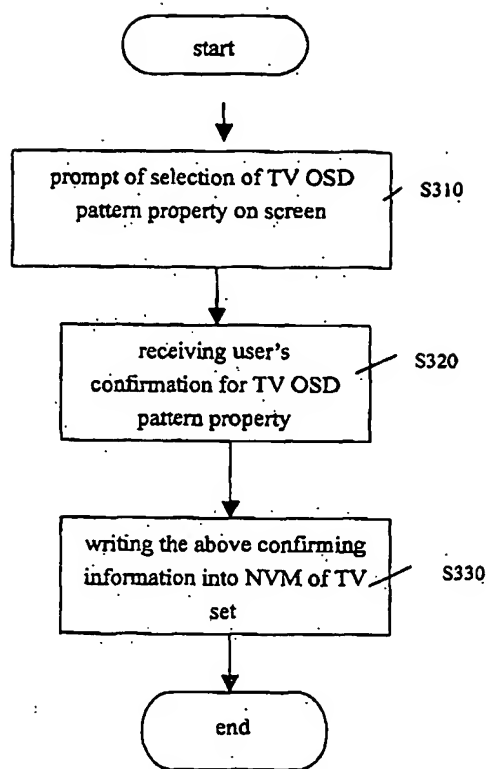 start
prompt of selection of TV OSD
pattern property on screen
S310
receiving user's
confirmation for TV OSD
pattern property
S320
writing the above confirming
information into NVM of TV
set
S330
end